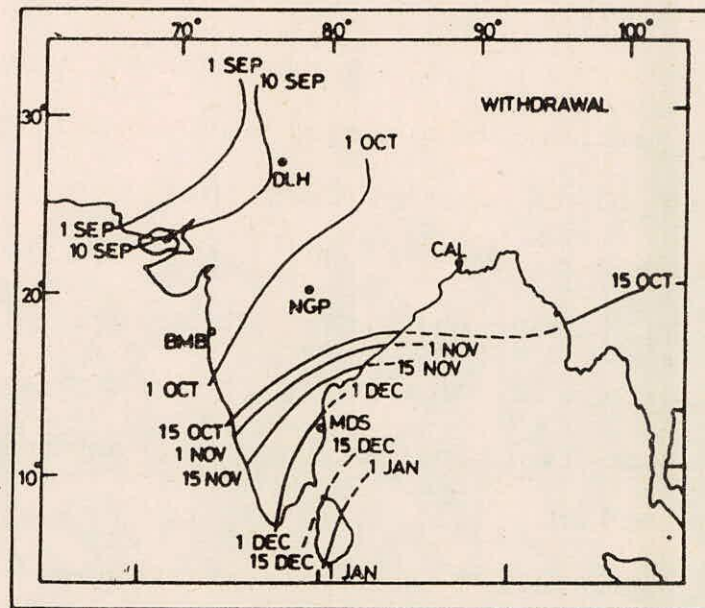 70° 80° 90° 100°
1 SEP
10 SEP
30°
WITHDRAWAL
1 OCT
DLH
1 SEP
10 SEP
CAL
15 OCT
20
NGP
BMB
1 NOV
15 NOV
1 OCT
1 DEC
15 OCT
MDS
1 NOV
15 DEC
15 NOV
1 JAN
10°
1 DEC
15 DEC
1 JAN